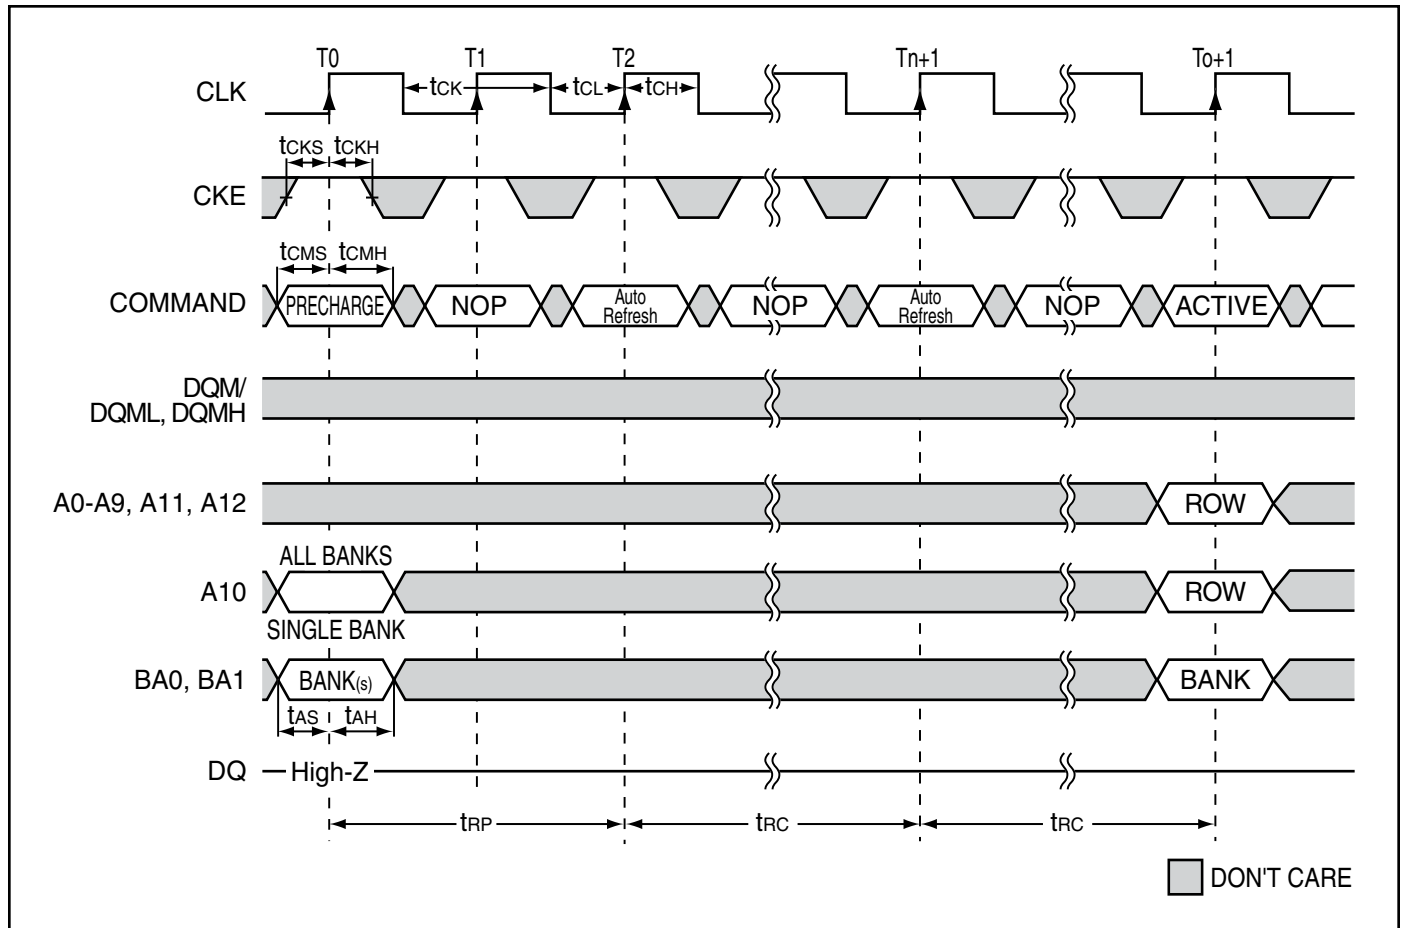 T0 T1 T2 Tn+1 To+1
CLK tCK tCL tCH
tCKS tCKH
CKE
tCMS tCMH
COMMAND PRECHARGE NOP Auto Refresh NOP Auto Refresh NOP ACTIVE
DQM/
DQML, DQMH
A0-A9, A11, A12 ROW
ALL BANKS
A10 ROW
SINGLE BANK
BA0, BA1 BANK(s) BANK
tAS tAH
DQ High-Z
tRP tRC tRC
DON'T CARE